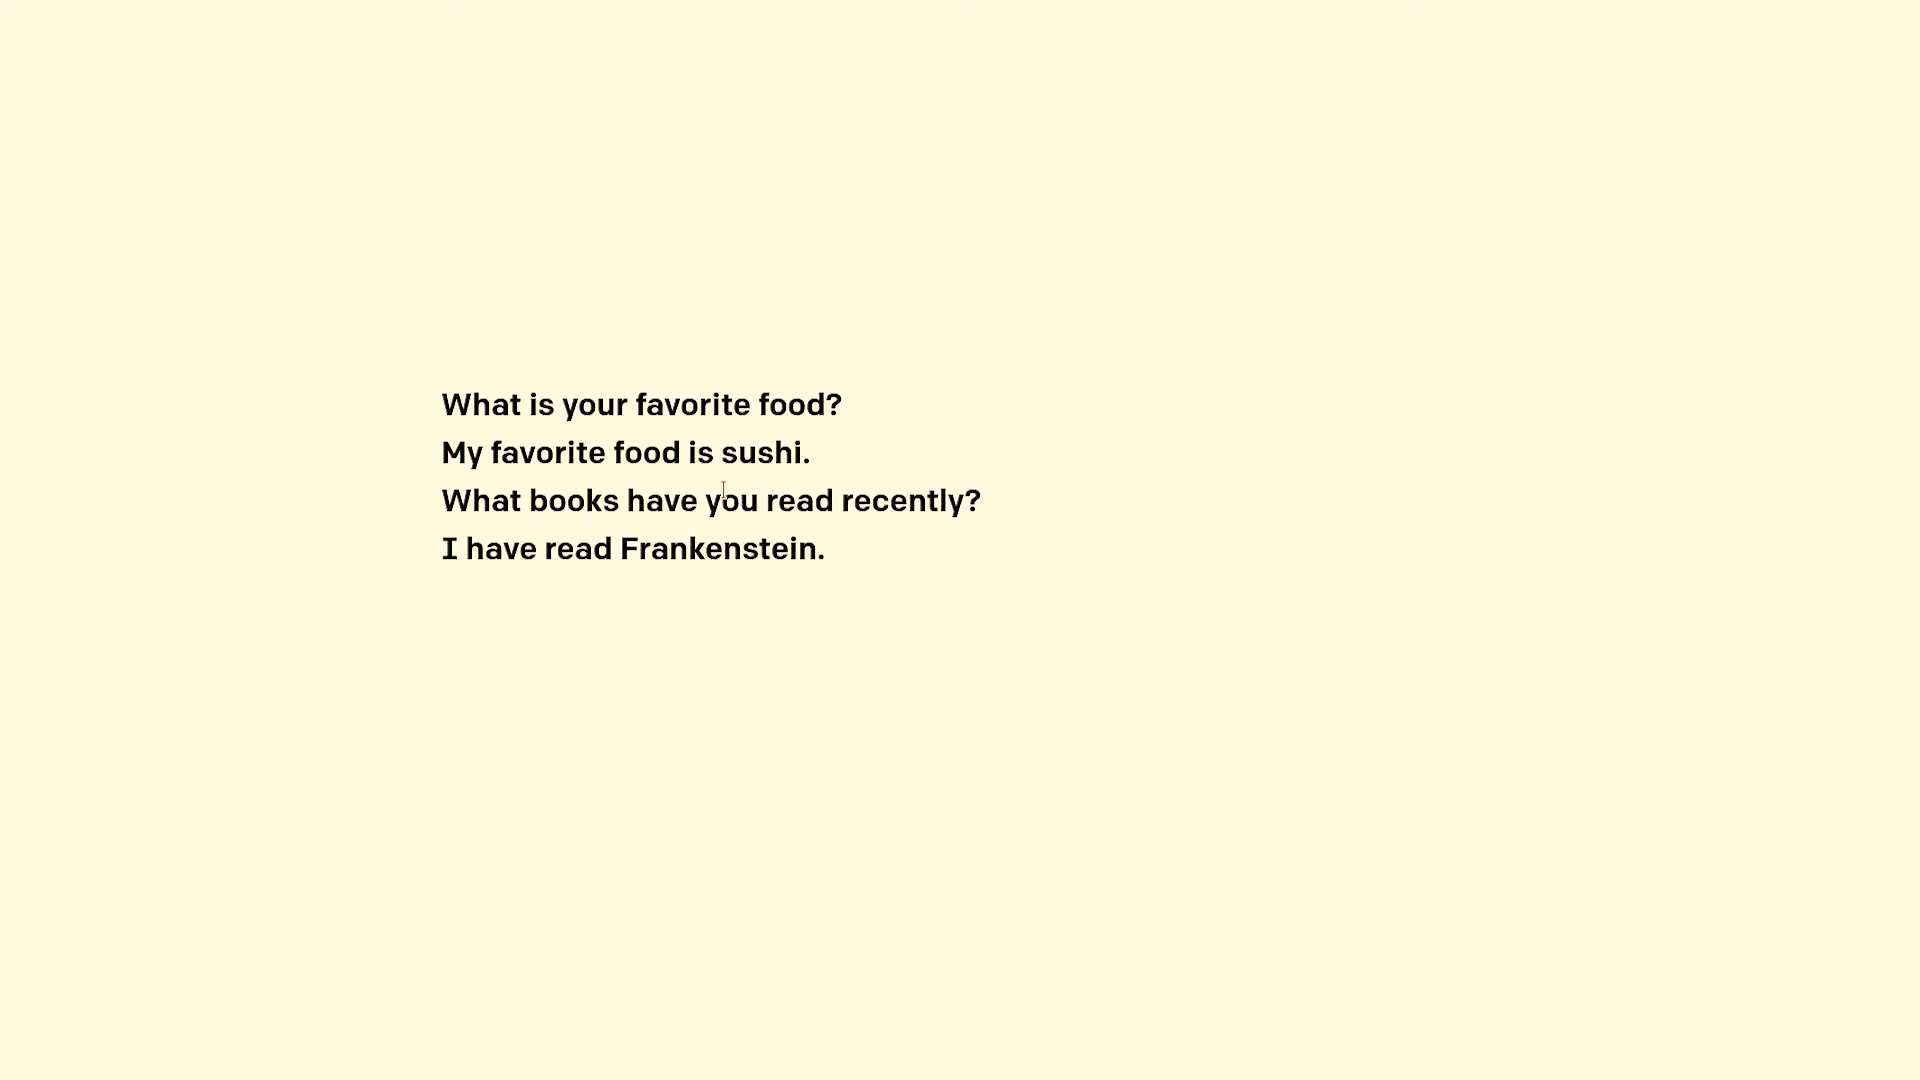 What is your favorite food?
My favorite food is sushi.
What books have you read recently?
I have read Frankenstein.